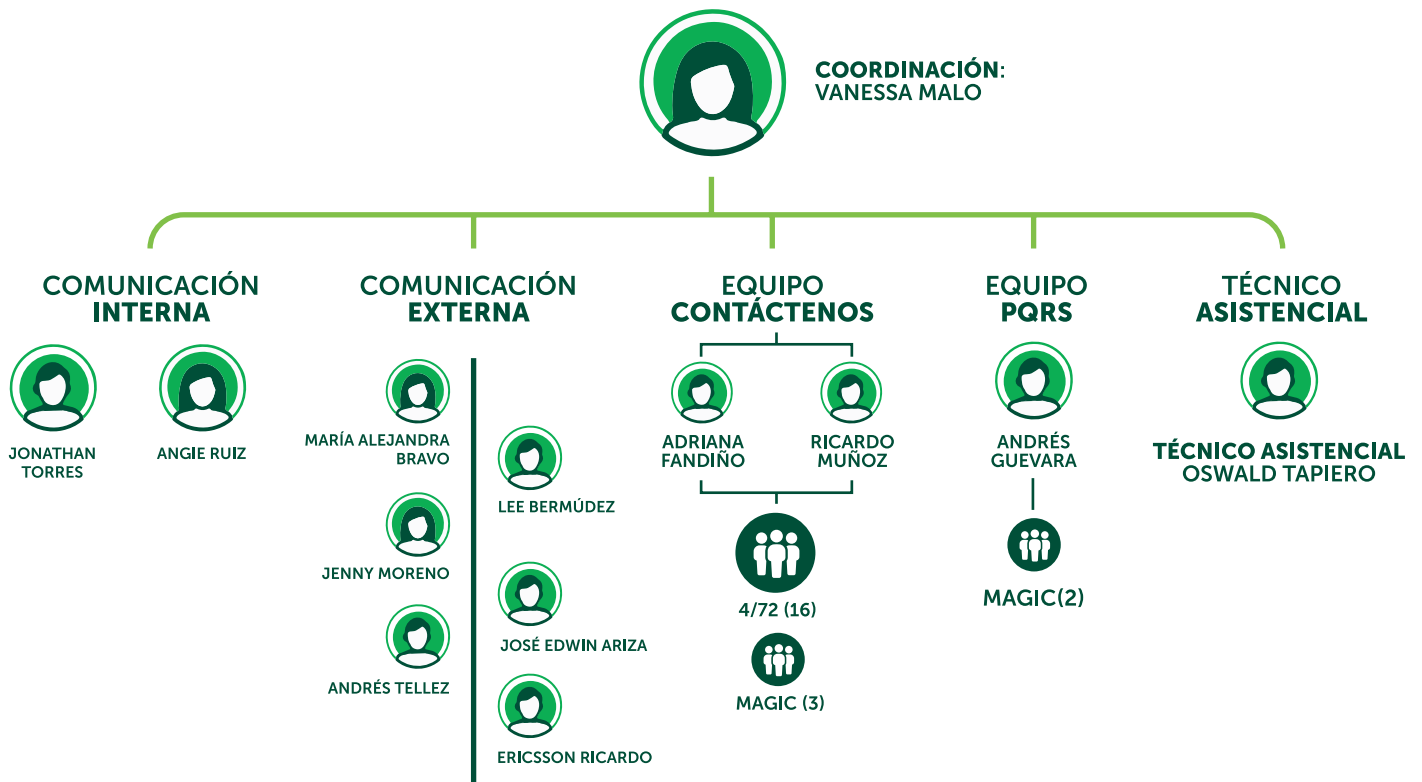 COORDINACIÓN:
VANESSA MALO
COMUNICACIÓN
INTERNA
JONATHAN
TORRES
ANGIE RUIZ
COMUNICACIÓN
EXTERNA
MARÍA ALEJANDRA
BRAVO
LEE BERMÚDEZ
JENNY MORENO
JOSÉ EDWIN ARIZA
ANDRÉS TELLEZ
ERICSSON RICARDO
EQUIPO
CONTÁCTENOS
ADRIANA
FANDIÑO
RICARDO
MUÑOZ
4/72 (16)
MAGIC (3)
EQUIPO
PQRS
ANDRÉS
GUEVARA
MAGIC(2)
TÉCNICO
ASISTENCIAL
TÉCNICO ASISTENCIAL
OSWALD TAPIERO